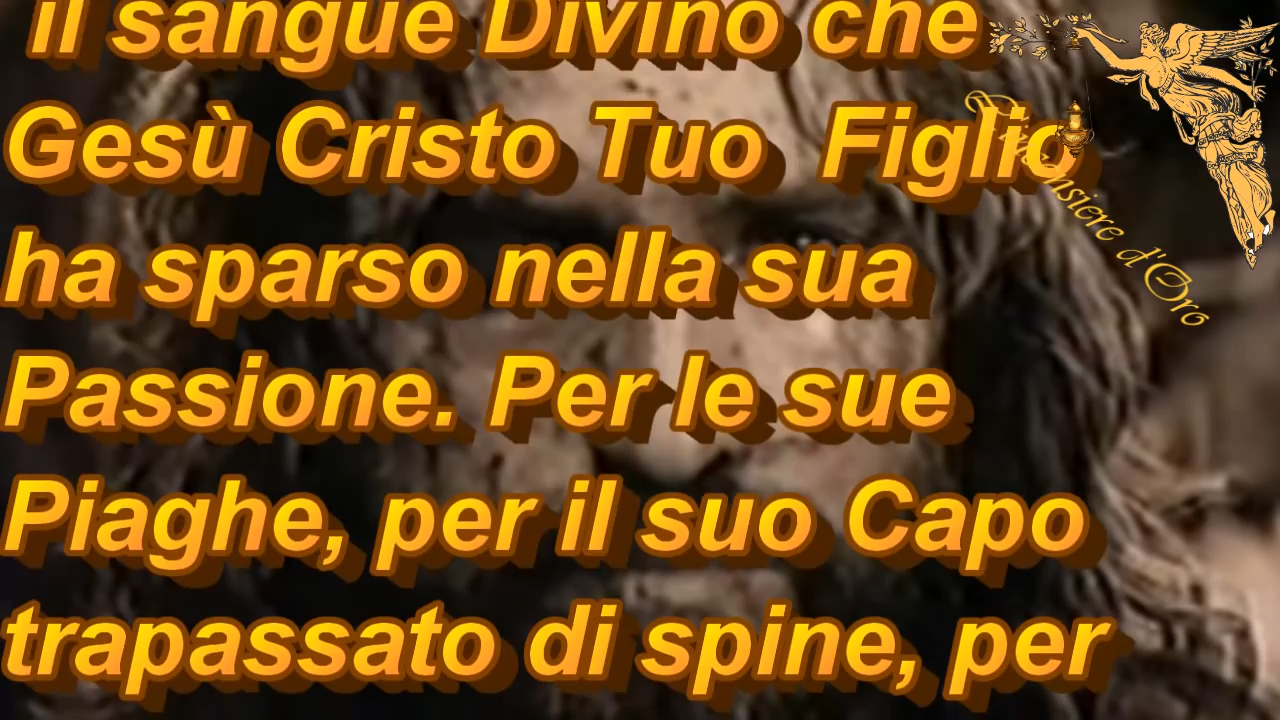 il sangue Divino che
Gesù Cristo Tuo Figlio
ha sparso nella sua
Passione. Per le sue
Piaghe, per il suo Capo
trapassato di spine, per
d'Oro